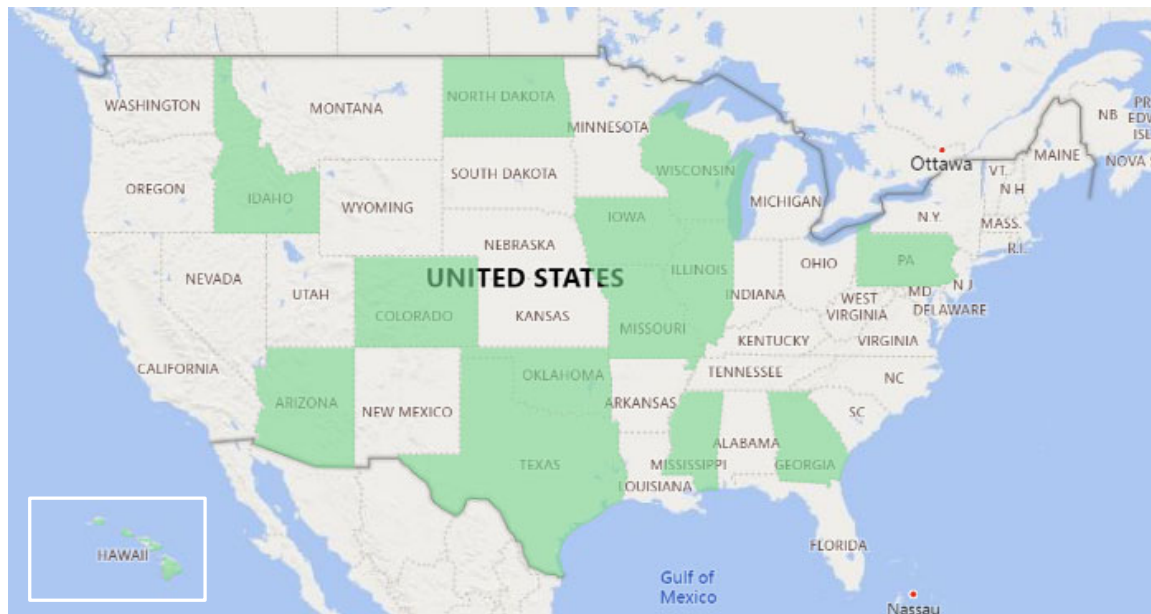 WASHINGTON
MONTANA
NORTH DAKOTA
MINNESOTA
Ottawa
MAINE
NB
PR
EDW
ISL
NOVA S
VT.
N H
OREGON
IDAHO
WYOMING
SOUTH DAKOTA
WISCONSIN
MICHIGAN
N.Y.
MASS.
R.I.
IOWA
NEBRASKA
NEVADA
UTAH
UNITED STATES
ILLINOIS
INDIANA
OHIO
PA
MD
N J
DELAWARE
WEST
VIRGINIA
COLORADO
KANSAS
MISSOURI
KENTUCKY
VIRGINIA
CALIFORNIA
ARIZONA
NEW MEXICO
OKLAHOMA
ARKANSAS
TENNESSEE
NC
SC
TEXAS
MISSISSIPPI
ALABAMA
GEORGIA
LOUISIANA
FLORIDA
HAWAII
Gulf of
Mexico
Nassau